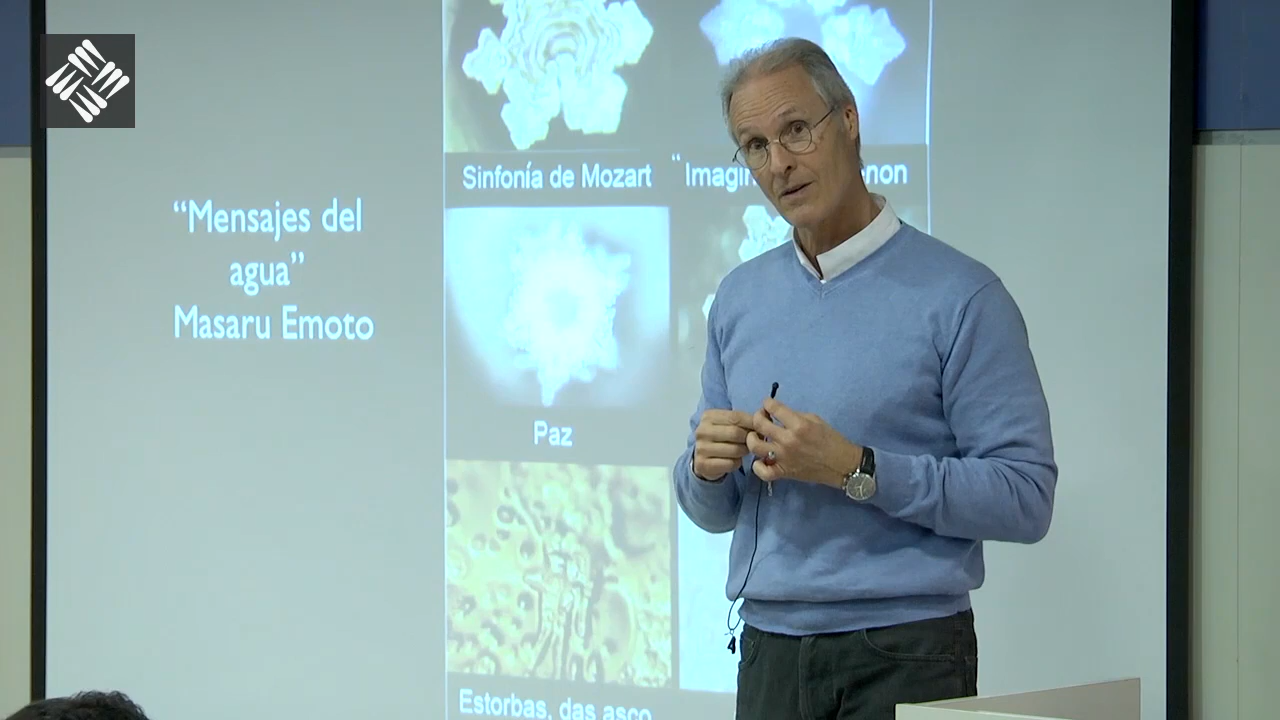 Sinfonía de Mozart
“Imagin
non
“Mensajes del
agua”
Masaru Emoto
Paz
Estorbas, das asco